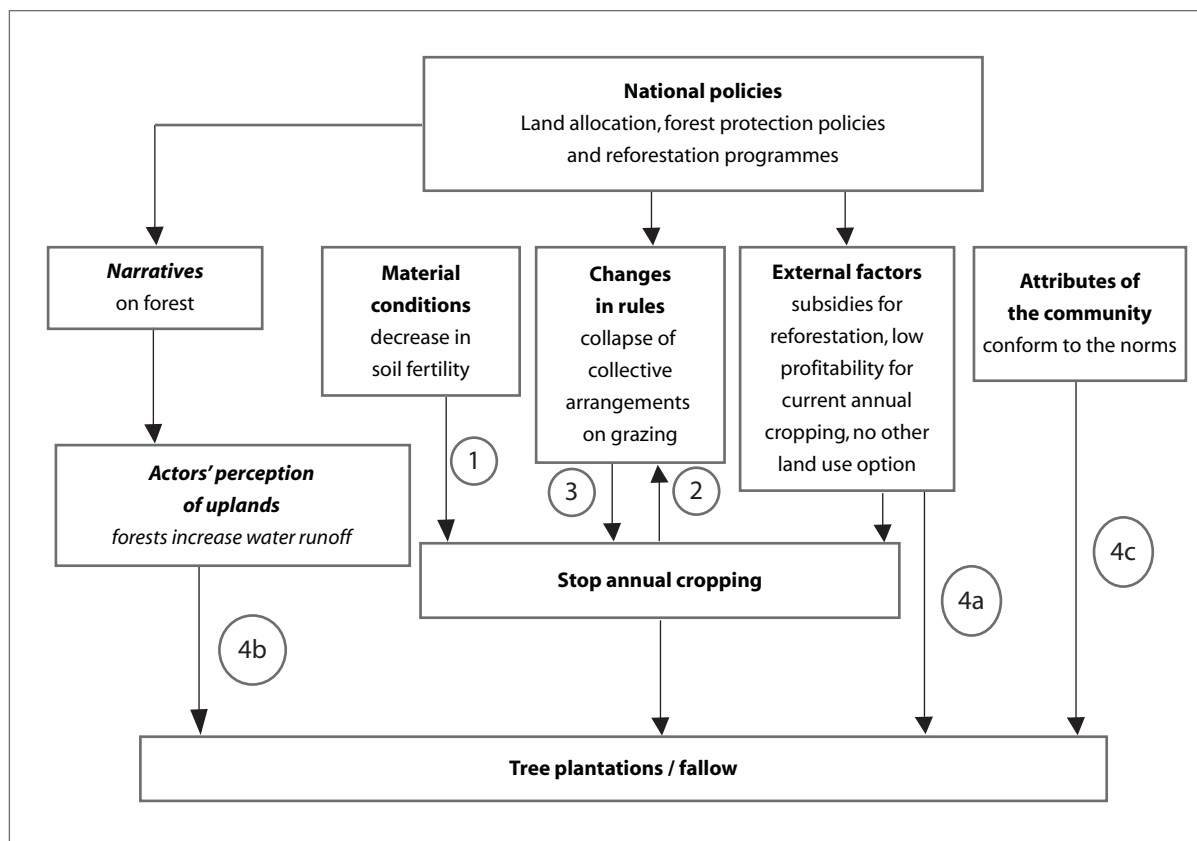 National policies
Land allocation, forest protection policies
and reforestation programmes
Narratives
on forest
Material
conditions
decrease in
soil fertility
Changes
in rules
collapse of
collective
arrangements
on grazing
External factors
subsidies for
reforestation, low
profitability for
current annual
cropping, no other
land use option
Attributes of
the community
conform to the norms
Actors’ perception
of uplands
forests increase water runoff
1
3
2
Stop annual cropping
4c
4a
4b
Tree plantations / fallow